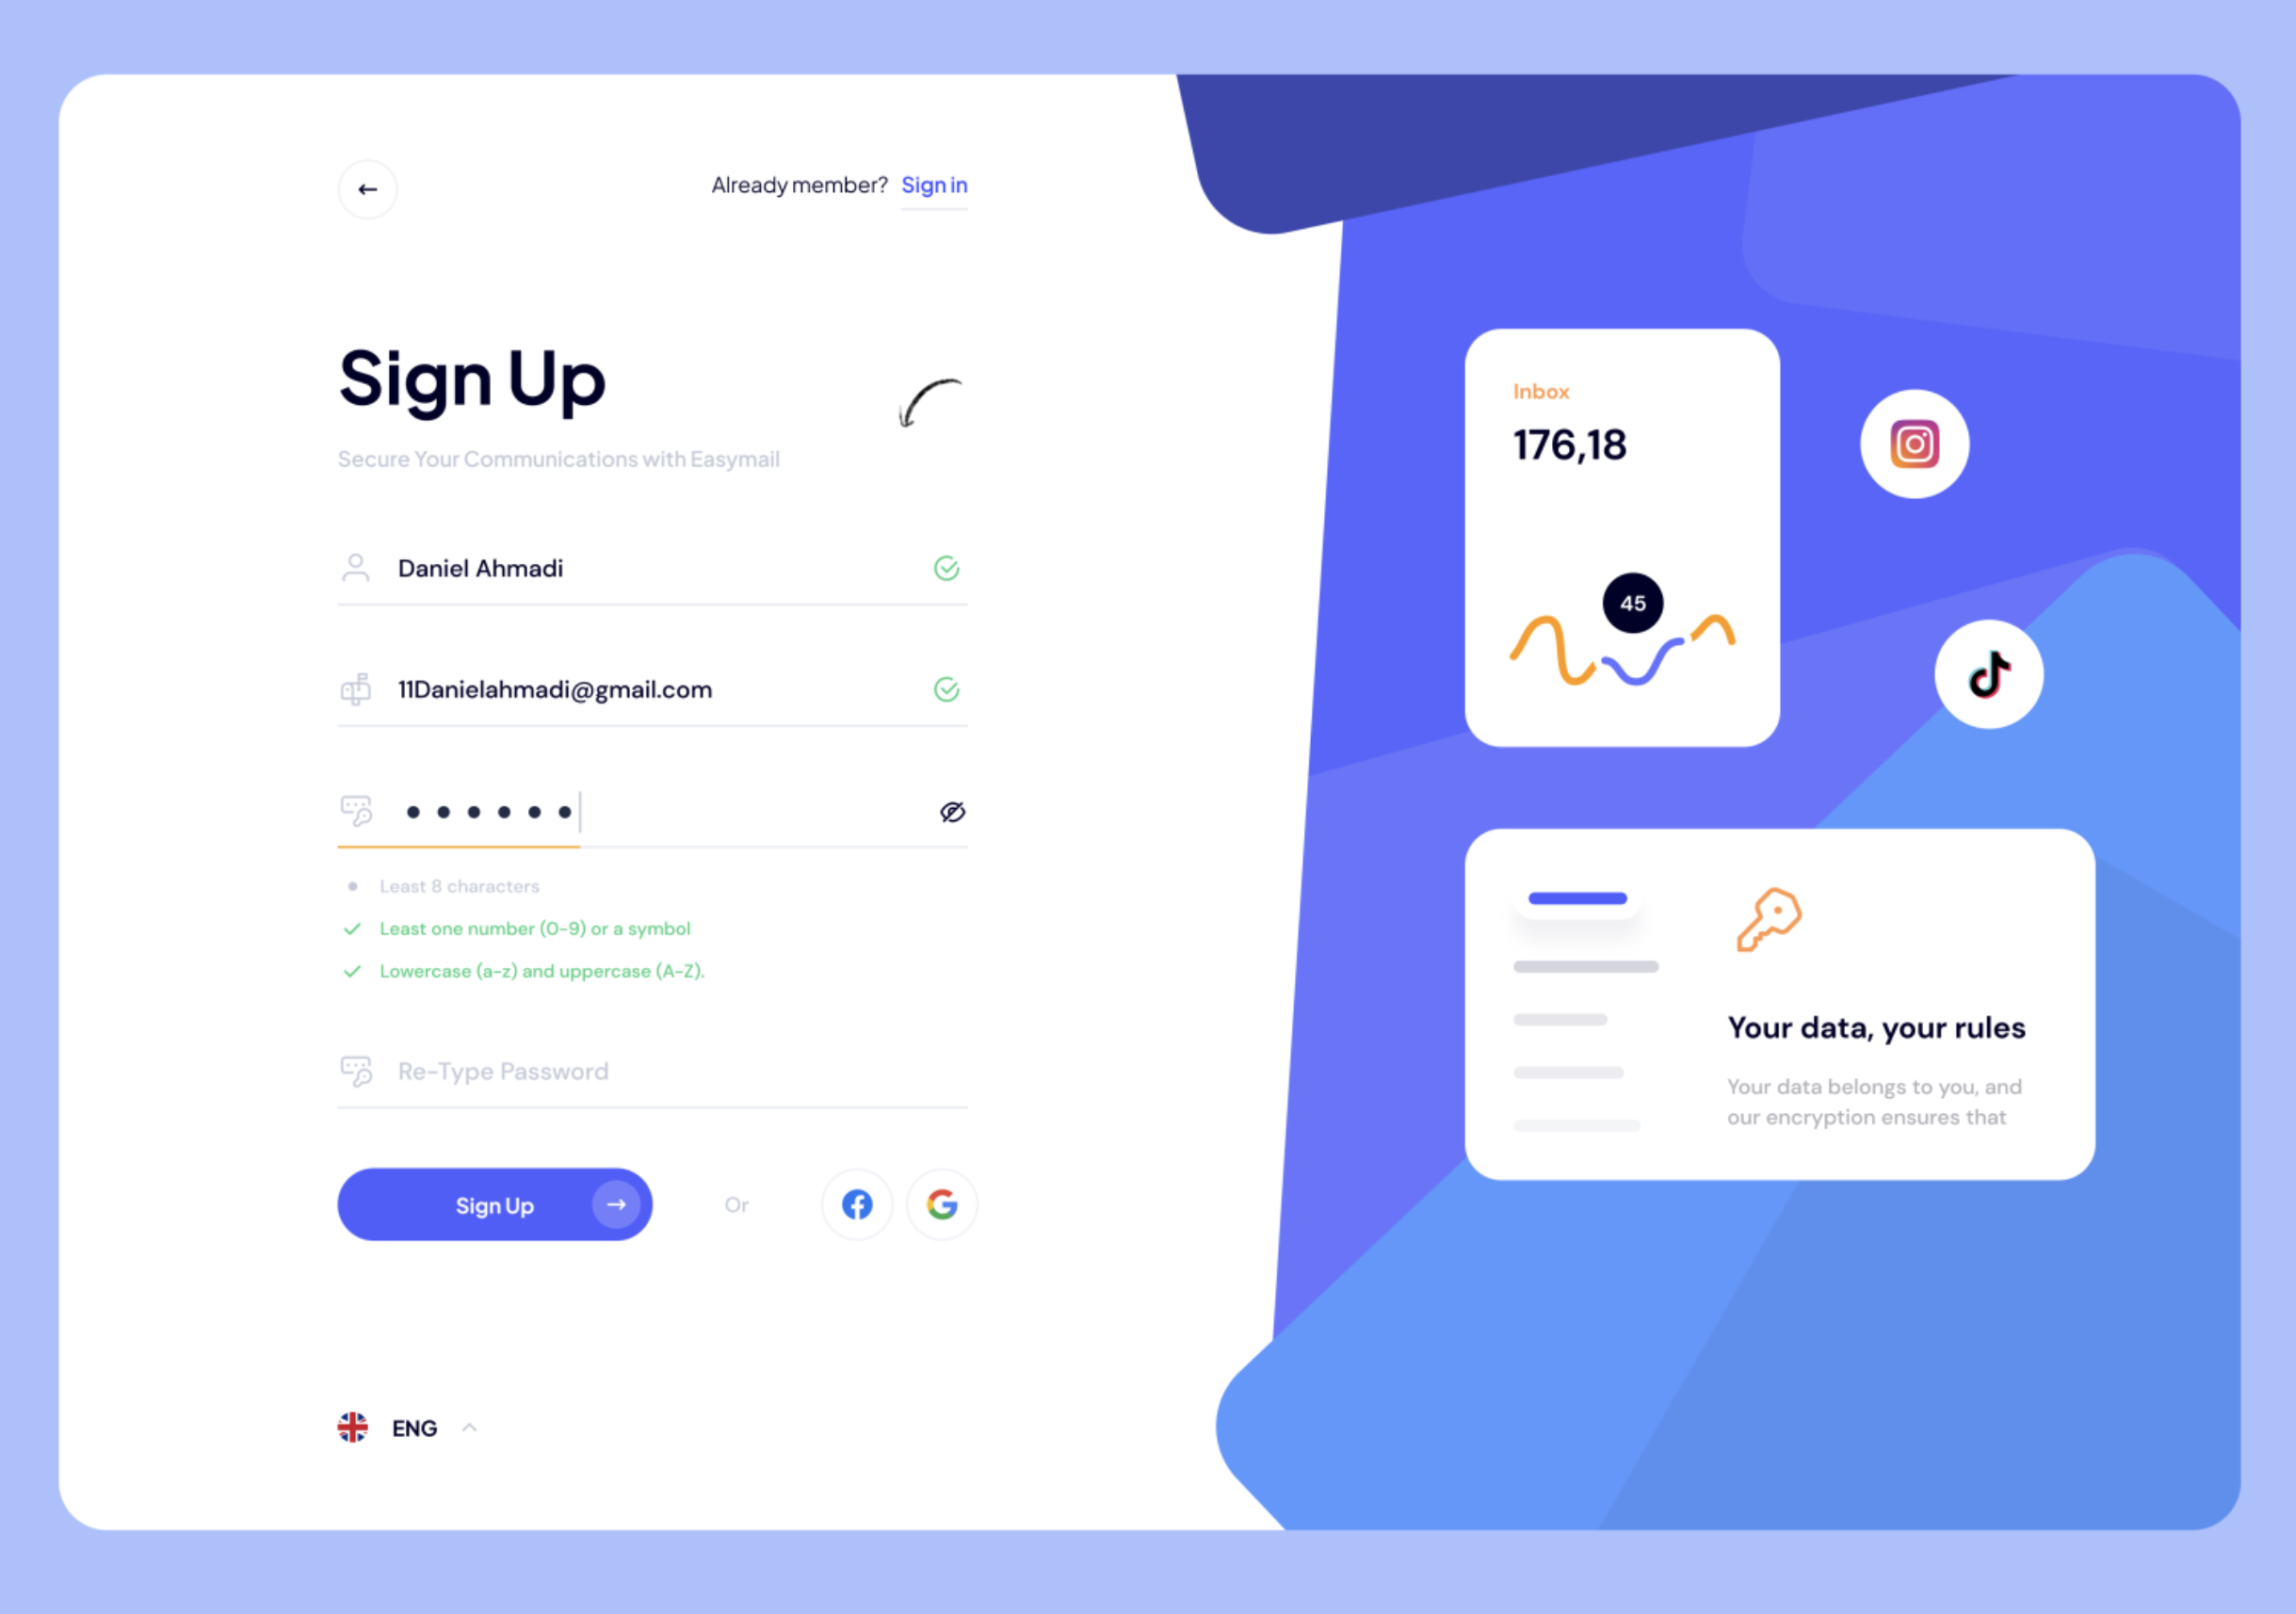 Already member? Sign in
Sign Up
Secure Your Communications with Easymail
Daniel Ahmadi
11Danielahmadi@gmail.com
Least 8 characters
Least one number (0-9) or a symbol
Lowercase (a-z) and uppercase (A-Z).
Re-Type Password
Sign Up
Or
ENG
Inbox
176,18
45
Your data, your rules
Your data belongs to you, and
our encryption ensures that